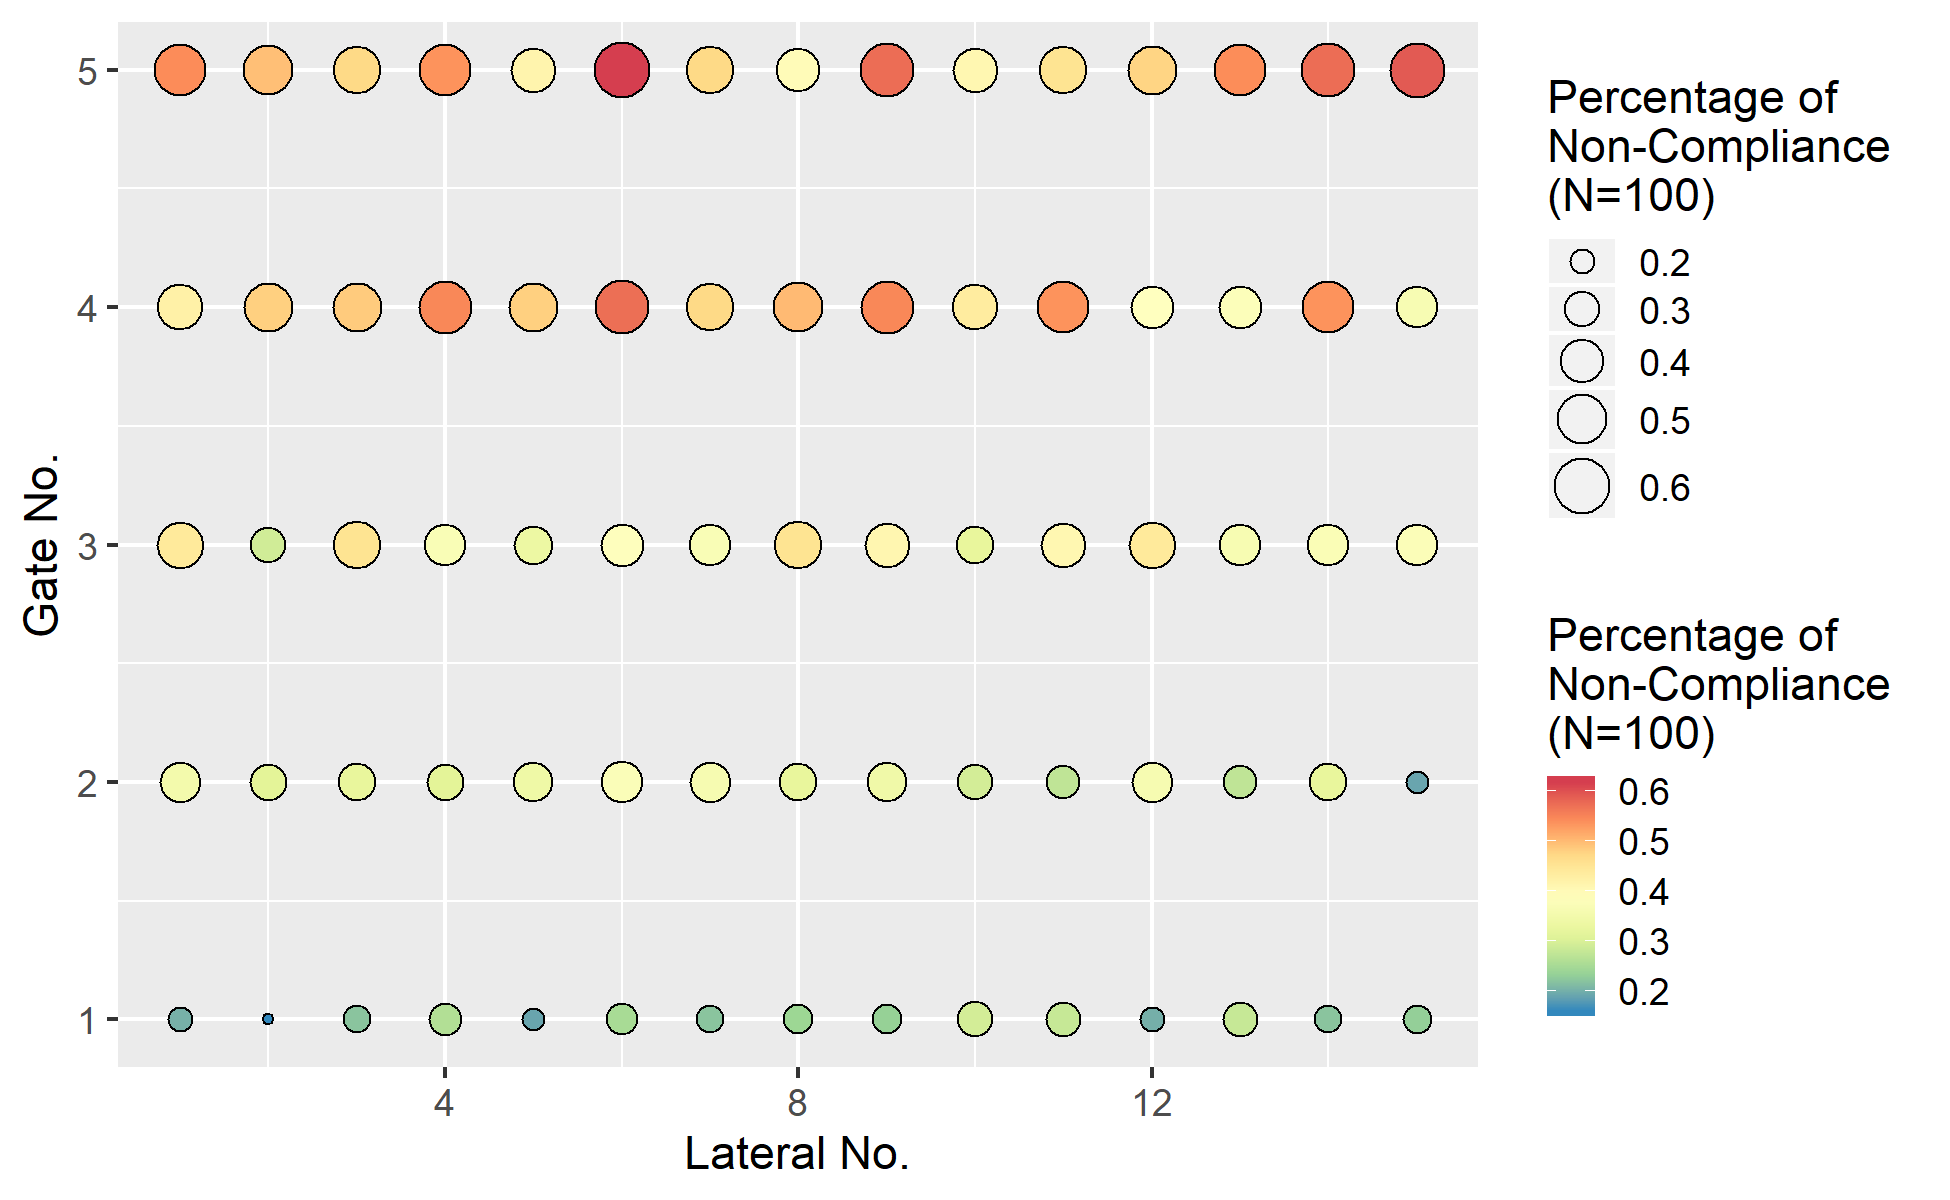 5
4
3
2
1
Gate No.
4
8
12
Lateral No.
Percentage of
Non-Compliance
(N=100)
0.2
0.3
0.4
0.5
0.6
Percentage of
Non-Compliance
(N=100)
0.6
0.5
0.4
0.3
0.2